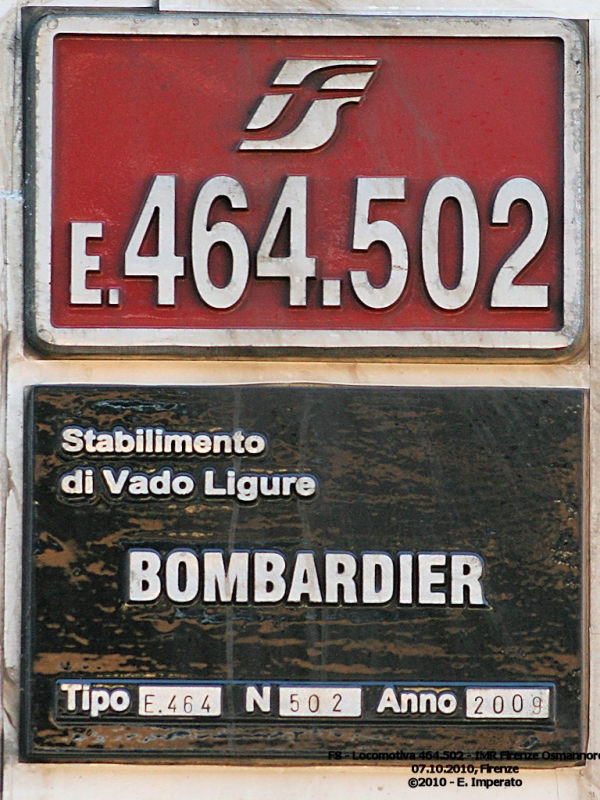 FS
E.464.502
Stabilimento
di Vado Ligure
BOMBARDIER
Tipo E.464 N 502 Anno 2009
FS - Locomotiva 464.502 - IMR Firenze Osmannoro
07.10.2010, Firenze
©2010 - E. Imperato